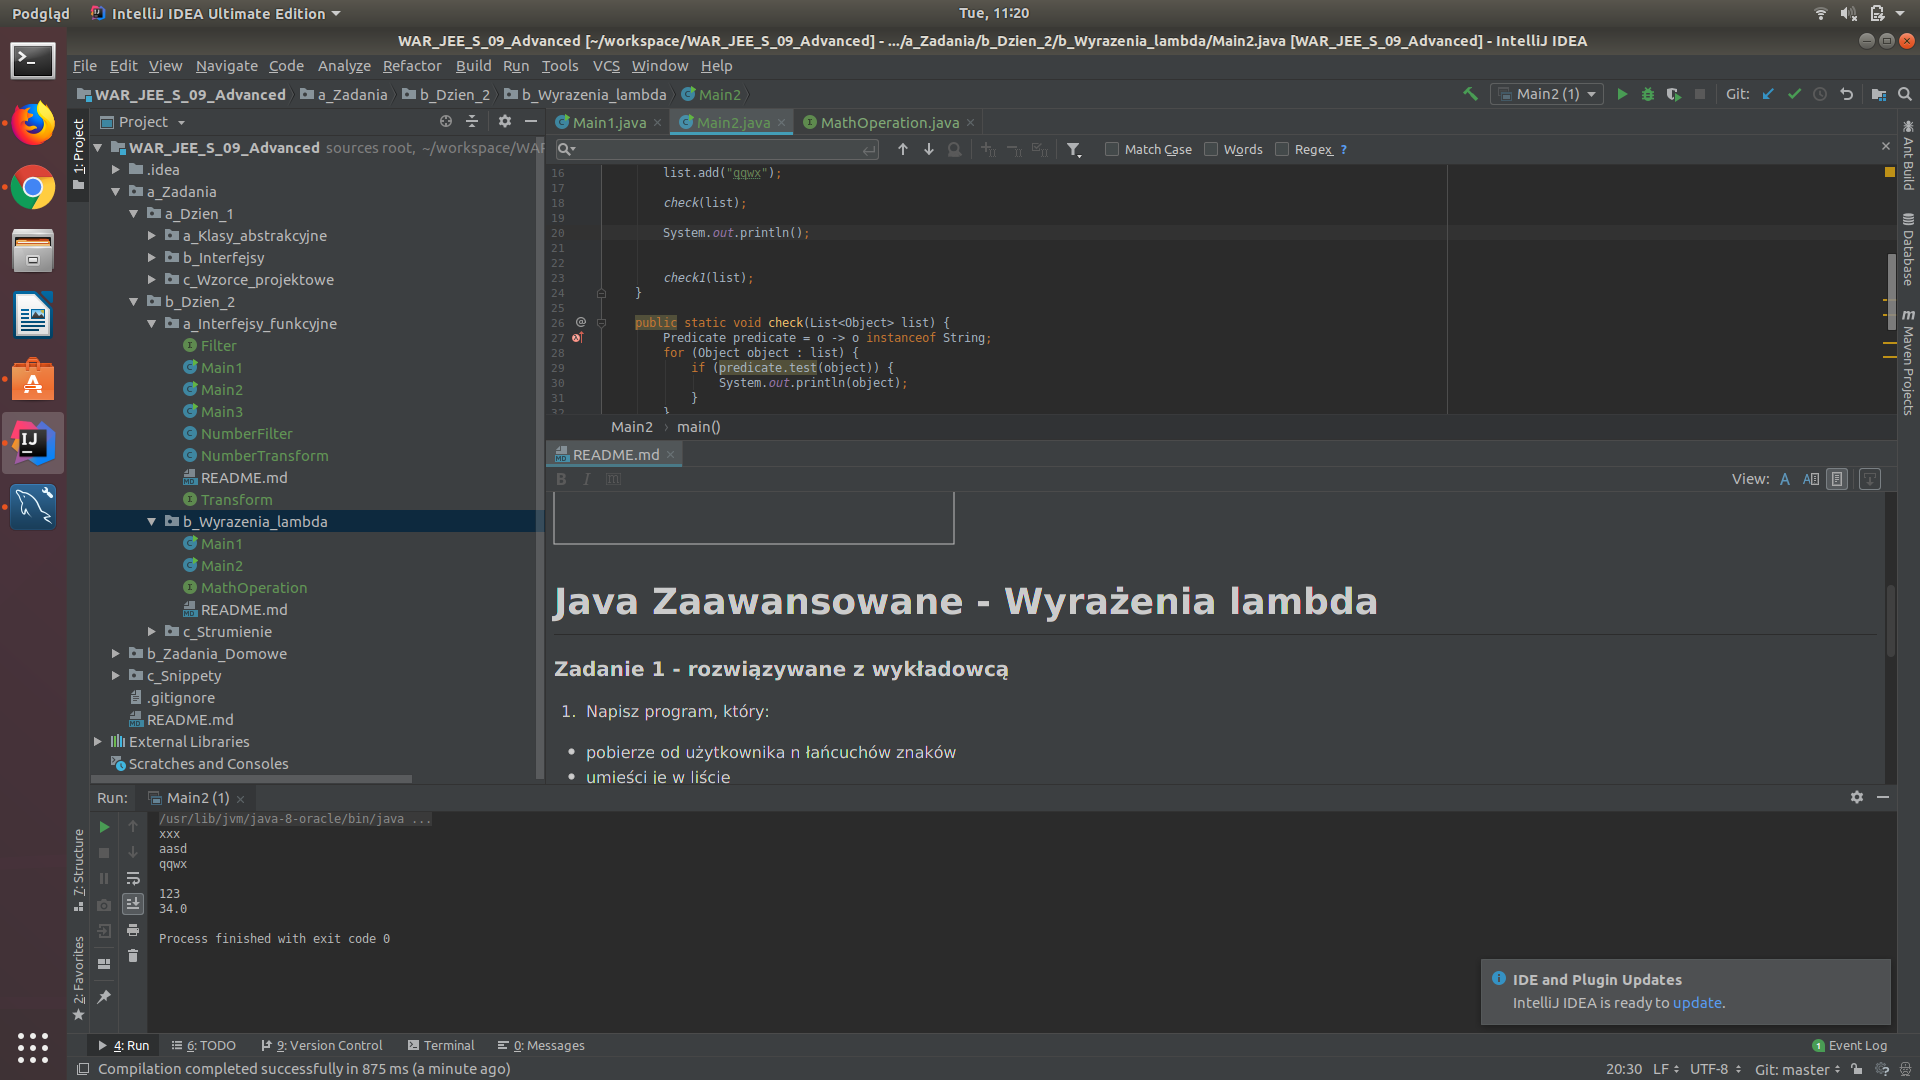 Podgląd
IntelliJ IDEA Ultimate Edition
Tue, 11:20
WAR_JEE_S_09_Advanced [~/workspace/WAR_JEE_S_09_Advanced] - .../a_Zadania/b_Dzien_2/b_Wyrazenia_lambda/Main2.java [WAR_JEE_S_09_Advanced] - IntelliJ IDEA
File Edit View Navigate Code Analyze Refactor Build Run Tools VCS Window Help
WAR_JEE_S_09_Advanced a_Zadania b_Dzien_2 b_Wyrazenia_lambda Main2
Main2 (1)
Git:
1: Project
Project
WAR_JEE_S_09_Advanced sources root, ~/workspace/WAR
.idea
a_Zadania
a_Dzien_1
a_Klasy_abstrakcyjne
b_Interfejsy
c_Wzorce_projektowe
b_Dzien_2
a_Interfejsy_funkcyjne
Filter
Main1
Main2
Main3
NumberFilter
NumberTransform
README.md
Transform
b_Wyrazenia_lambda
Main1
Main2
MathOperation
README.md
c_Strumienie
b_Zadania_Domowe
c_Snippety
.gitignore
README.md
External Libraries
Scratches and Consoles
Main1.java
Main2.java
MathOperation.java
Match Case
Words
Regex ?
16 list.add("qqwx");
17
18 check(list);
19
20 System.out.println();
21
22
23 check1(list);
24 }
25
26 @ public static void check(List<Object> list) {
27 Predicate predicate = o -> o instanceof String;
28 for (Object object : list) {
29 if (predicate.test(object)) {
30 System.out.println(object);
31 }
32 }
Main2 › main()
README.md
B I
View: A A
Java Zaawansowane - Wyrażenia lambda
Zadanie 1 - rozwiązywane z wykładowcą
1. Napisz program, który:
• pobierze od użytkownika n łańcuchów znaków
• umieści je w liście
Ant Build
Database
Maven Projects
Run:
Main2 (1)
7: Structure
2: Favorites
/usr/lib/jvm/java-8-oracle/bin/java ...
xxx
aasd
qqwx
123
34.0
Process finished with exit code 0
IDE and Plugin Updates
IntelliJ IDEA is ready to update.
4: Run
6: TODO
9: Version Control
Terminal
0: Messages
1 Event Log
Compilation completed successfully in 875 ms (a minute ago)
20:30 LF UTF-8 Git: master